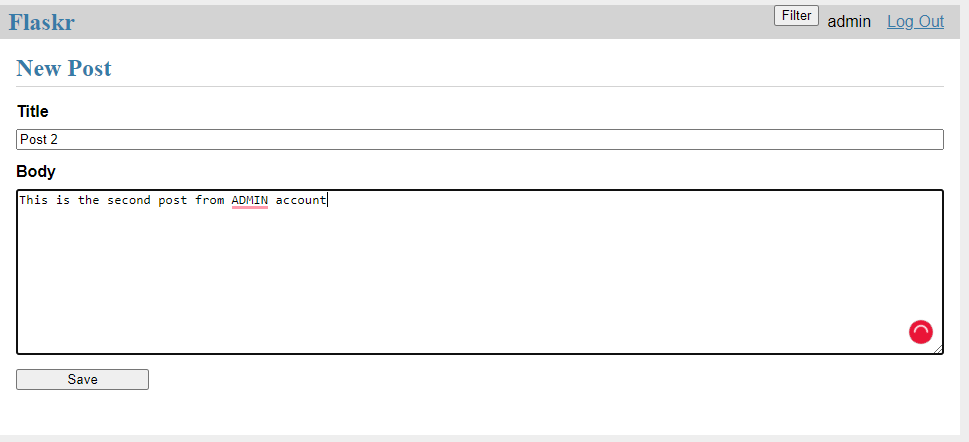 Flaskr
Filter
admin
Log Out
New Post
Title
Post 2
Body
This is the second post from ADMIN account
Save